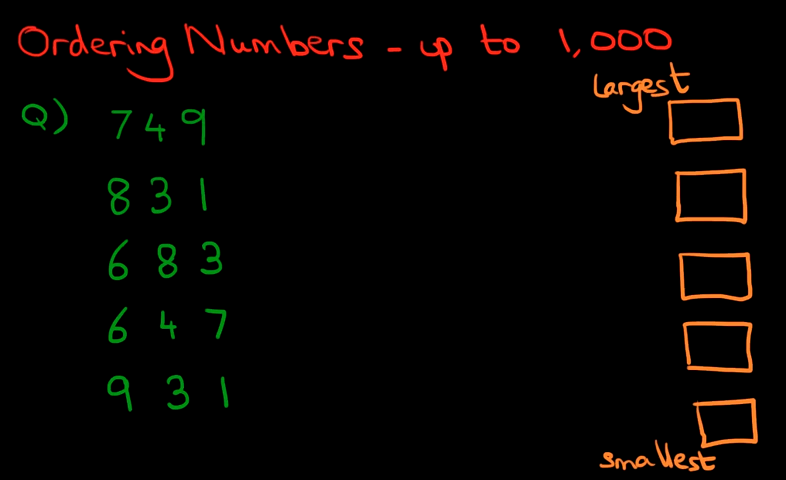 Ordering Numbers - up to 1,000
Largest
Q) 749
831
683
647
931
smallest